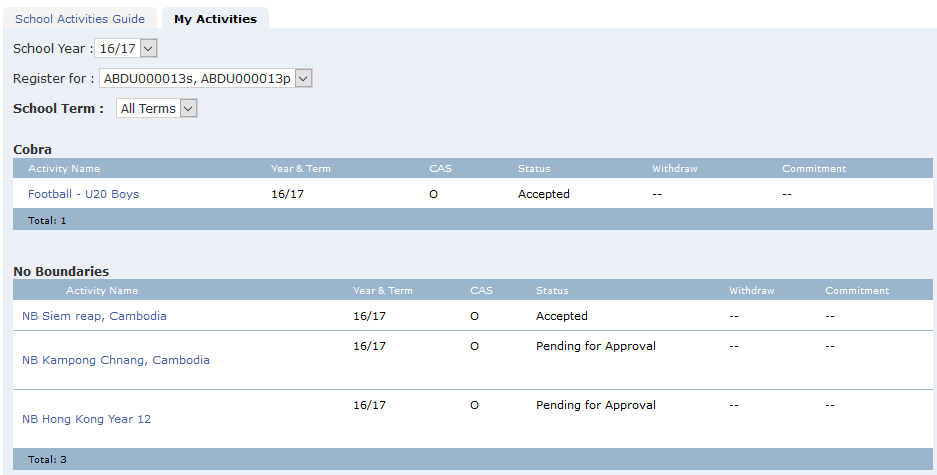 School Activities Guide My Activities
School Year : 16/17
Register for : ABDU000013s, ABDU000013p
School Term : All Terms
Cobra
Activity Name Year & Term CAS Status Withdraw Commitment
Football - U20 Boys 16/17 O Accepted -- --
Total: 1
No Boundaries
Activity Name Year & Term CAS Status Withdraw Commitment
NB Siem reap, Cambodia 16/17 O Accepted -- --
NB Kampong Chnang, Cambodia 16/17 O Pending for Approval -- --
NB Hong Kong Year 12 16/17 O Pending for Approval -- --
Total: 3